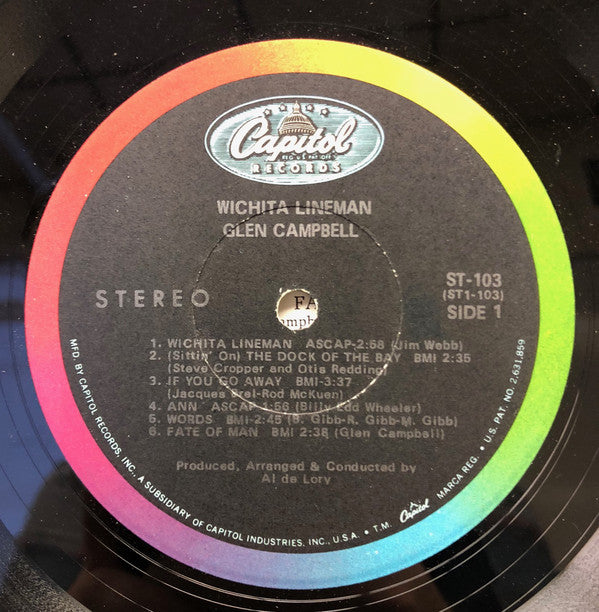 Capitol
REG. U.S. PAT. OFF.
RECORDS
WICHITA LINEMAN
GLEN CAMPBELL
STEREO
ST-103
(ST1-103)
SIDE 1
FA
1. WICHITA LINEMAN ASCAP-2:58 (Jim Webb)
2. (Sittin' On) THE DOCK OF THE BAY BMI 2:35
(Steve Cropper and Otis Redding)
3. IF YOU GO AWAY BMI-3:37
(Jacques Brel-Rod McKuen)
4. ANN ASCAP-1:56 (Billy Edd Wheeler)
5. WORDS BMI-2:45 (B. Gibb-R. Gibb-M. Gibb)
6. FATE OF MAN BMI 2:38 (Glen Campbell)
Produced, Arranged & Conducted by
Al de Lory
MFD. BY CAPITOL RECORDS, INC., A SUBSIDIARY OF CAPITOL INDUSTRIES, INC., U.S.A. • T.M. Capitol MARCA REG. • U.S. PAT. NO. 2,631,859